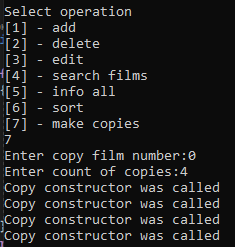 Select operation
[1] - add
[2] - delete
[3] - edit
[4] - search films
[5] - info all
[6] - sort
[7] - make copies
7
Enter copy film number:0
Enter count of copies:4
Copy constructor was called
Copy constructor was called
Copy constructor was called
Copy constructor was called